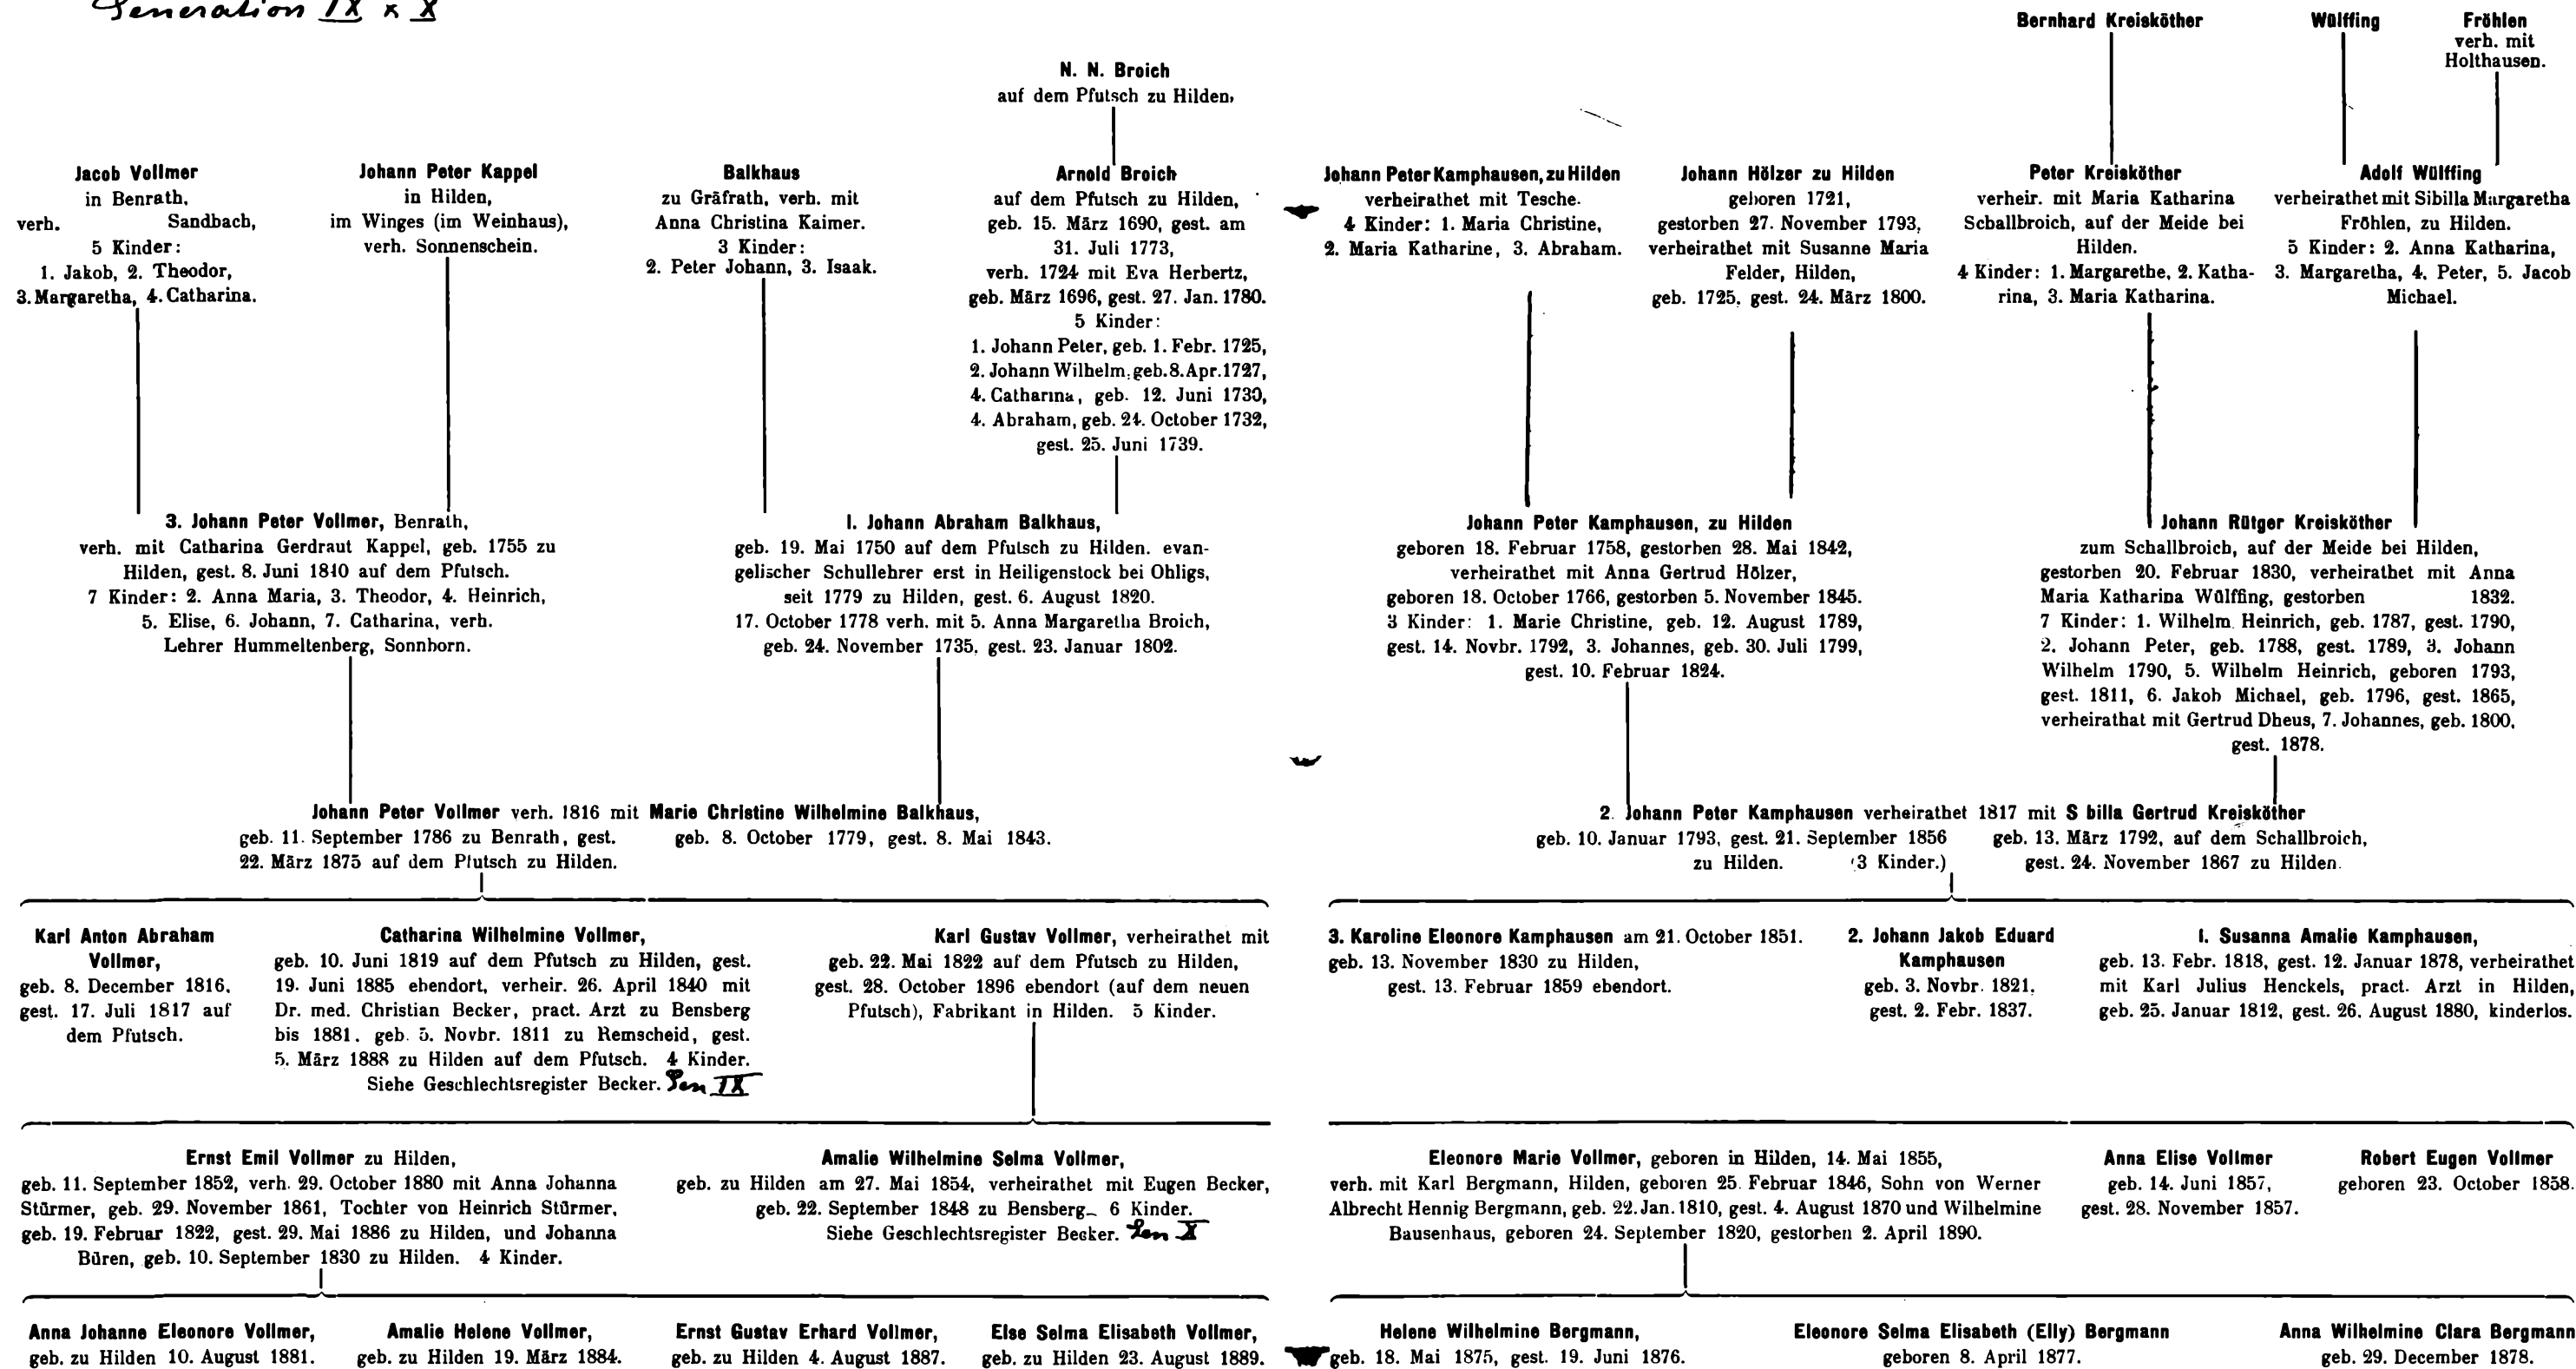 Generation IX x X
Bernhard Kreisköther
Wülffing
Fröhlen
verh. mit
Holthausen.
N. N. Broich
auf dem Pfutsch zu Hilden,
Jacob Vollmer
in Benrath,
verh. Sandbach,
5 Kinder:
1. Jakob, 2. Theodor,
3. Margaretha, 4. Catharina.
Johann Peter Kappel
in Hilden,
im Winges (im Weinhaus),
verh. Sonnenschein.
Balkhaus
zu Gräfrath, verh. mit
Anna Christina Kaimer.
3 Kinder:
2. Peter Johann, 3. Isaak.
Arnold Broich
auf dem Pfutsch zu Hilden,
geb. 15. März 1690, gest. am
31. Juli 1773,
verh. 1724 mit Eva Herbertz,
geb. März 1696, gest. 27. Jan. 1780.
5 Kinder:
1. Johann Peter, geb. 1. Febr. 1725,
2. Johann Wilhelm, geb. 8. Apr. 1727,
4. Catharina, geb. 12. Juni 1730,
4. Abraham, geb. 24. October 1732,
gest. 25. Juni 1739.
Johann Peter Kamphausen, zu Hilden
verheirathet mit Tesche.
4 Kinder: 1. Maria Christine,
2. Maria Katharine, 3. Abraham.
Johann Hölzer zu Hilden
geboren 1721,
gestorben 27. November 1793,
verheirathet mit Susanne Maria
Felder, Hilden,
geb. 1725, gest. 24. März 1800.
Peter Kreisköther
verheir. mit Maria Katharina
Schallbroich, auf der Meide bei
Hilden.
4 Kinder: 1. Margarethe, 2. Katha-
rina, 3. Maria Katharina.
Adolf Wülffing
verheirathet mit Sibilla Margaretha
Fröhlen, zu Hilden.
5 Kinder: 2. Anna Katharina,
3. Margaretha, 4. Peter, 5. Jacob
Michael.
3. Johann Peter Vollmer, Benrath,
verh. mit Catharina Gerdraut Kappel, geb. 1755 zu
Hilden, gest. 8. Juni 1840 auf dem Pfutsch.
7 Kinder: 2. Anna Maria, 3. Theodor, 4. Heinrich,
5. Elise, 6. Johann, 7. Catharina, verh.
Lehrer Hummeltenberg, Sonnborn.
1. Johann Abraham Balkhaus,
geb. 19. Mai 1750 auf dem Pfutsch zu Hilden. evan-
gelischer Schullehrer erst in Heiligenstock bei Ohligs,
seit 1779 zu Hilden, gest. 6. August 1820.
17. October 1778 verh. mit 5. Anna Margaretha Broich,
geb. 24. November 1735, gest. 23. Januar 1802.
Johann Peter Kamphausen, zu Hilden
geboren 18. Februar 1758, gestorben 28. Mai 1842,
verheirathet mit Anna Gertrud Hölzer,
geboren 18. October 1766, gestorben 5. November 1845.
3 Kinder: 1. Marie Christine, geb. 12. August 1789,
gest. 14. Novbr. 1792, 3. Johannes, geb. 30. Juli 1799,
gest. 10. Februar 1824.
Johann Rütger Kreisköther
zum Schallbroich, auf der Meide bei Hilden,
gestorben 20. Februar 1830, verheirathet mit Anna
Maria Katharina Wülffing, gestorben 1832.
7 Kinder: 1. Wilhelm Heinrich, geb. 1787, gest. 1790,
2. Johann Peter, geb. 1788, gest. 1789, 3. Johann
Wilhelm 1790, 5. Wilhelm Heinrich, geboren 1793,
gest. 1811, 6. Jakob Michael, geb. 1796, gest. 1865,
verheirathat mit Gertrud Dheus, 7. Johannes, geb. 1800,
gest. 1878.
Johann Peter Vollmer verh. 1816 mit Marie Christine Wilhelmine Balkhaus,
geb. 11. September 1786 zu Benrath, gest. geb. 8. October 1779, gest. 8. Mai 1843.
22. März 1875 auf dem Pfutsch zu Hilden.
2. Johann Peter Kamphausen verheirathet 1817 mit S billa Gertrud Kreisköther
geb. 10. Januar 1793, gest. 21. September 1856 geb. 13. März 1792, auf dem Schallbroich,
zu Hilden. (3 Kinder.) gest. 24. November 1867 zu Hilden.
Karl Anton Abraham
Vollmer,
geb. 8. December 1816,
gest. 17. Juli 1817 auf
dem Pfutsch.
Catharina Wilhelmine Vollmer,
geb. 10. Juni 1819 auf dem Pfutsch zu Hilden, gest.
19. Juni 1885 ebendort, verheir. 26. April 1840 mit
Dr. med. Christian Becker, pract. Arzt zu Bensberg
bis 1881, geb. 5. Novbr. 1811 zu Remscheid, gest.
5. März 1888 zu Hilden auf dem Pfutsch. 4 Kinder.
Siehe Geschlechtsregister Becker. Gen IX
Karl Gustav Vollmer, verheirathet mit
geb. 22. Mai 1822 auf dem Pfutsch zu Hilden,
gest. 28. October 1896 ebendort (auf dem neuen
Pfutsch), Fabrikant in Hilden. 5 Kinder.
3. Karoline Eleonore Kamphausen am 21. October 1851.
geb. 13. November 1830 zu Hilden,
gest. 13. Februar 1859 ebendort.
2. Johann Jakob Eduard
Kamphausen
geb. 3. Novbr. 1821,
gest. 2. Febr. 1837.
1. Susanna Amalie Kamphausen,
geb. 13. Febr. 1818, gest. 12. Januar 1878, verheirathet
mit Karl Julius Henckels, pract. Arzt in Hilden,
geb. 25. Januar 1812, gest. 26. August 1880, kinderlos.
Ernst Emil Vollmer zu Hilden,
geb. 11. September 1852, verh. 29. October 1880 mit Anna Johanna
Stürmer, geb. 29. November 1861, Tochter von Heinrich Stürmer,
geb. 19. Februar 1822, gest. 29. Mai 1886 zu Hilden, und Johanna
Büren, geb. 10. September 1830 zu Hilden. 4 Kinder.
Amalie Wilhelmine Selma Vollmer,
geb. zu Hilden am 27. Mai 1854, verheirathet mit Eugen Becker,
geb. 22. September 1848 zu Bensberg. 6 Kinder.
Siehe Geschlechtsregister Becker. Gen X
Eleonore Marie Vollmer, geboren in Hilden, 14. Mai 1855,
verh. mit Karl Bergmann, Hilden, geboren 25. Februar 1846, Sohn von Werner
Albrecht Hennig Bergmann, geb. 22. Jan. 1810, gest. 4. August 1870 und Wilhelmine
Bausenhaus, geboren 24. September 1820, gestorben 2. April 1890.
Anna Elise Vollmer
geb. 14. Juni 1857,
gest. 28. November 1857.
Robert Eugen Vollmer
geboren 23. October 1858.
Anna Johanne Eleonore Vollmer,
geb. zu Hilden 10. August 1881.
Amalie Helene Vollmer,
geb. zu Hilden 19. März 1884.
Ernst Gustav Erhard Vollmer,
geb. zu Hilden 4. August 1887.
Else Selma Elisabeth Vollmer,
geb. zu Hilden 23. August 1889.
Helene Wilhelmine Bergmann,
geb. 18. Mai 1875, gest. 19. Juni 1876.
Eleonore Selma Elisabeth (Elly) Bergmann
geboren 8. April 1877.
Anna Wilhelmine Clara Bergmann
geb. 29. December 1878.